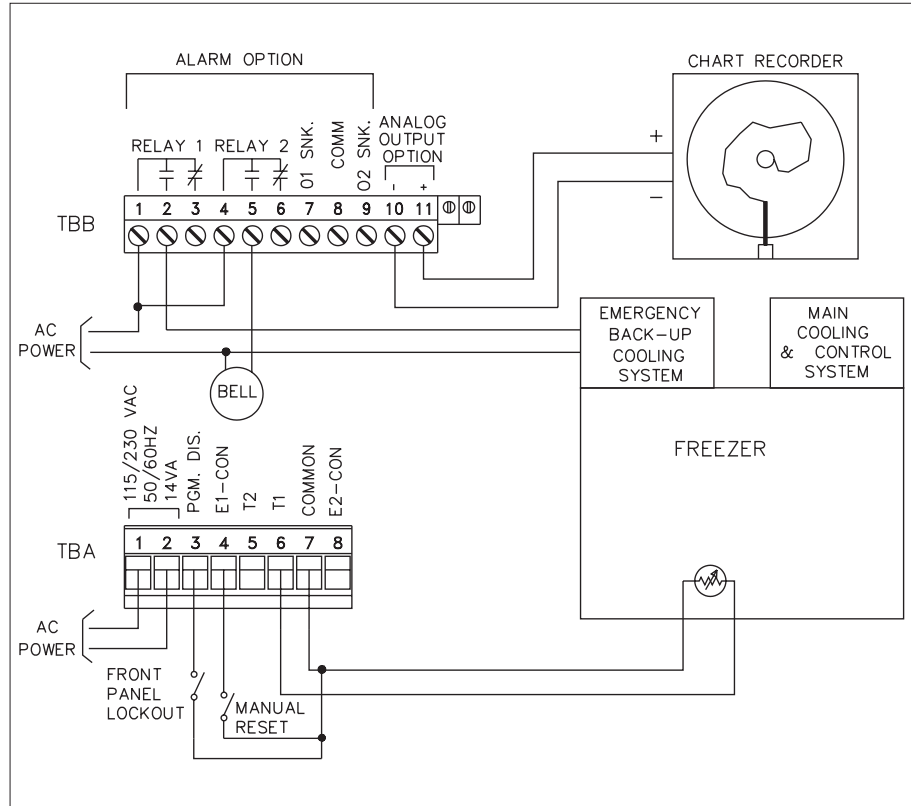 ALARM OPTION
CHART RECORDER
RELAY 1
RELAY 2
O1 SNK.
COMM
O2 SNK.
ANALOG
OUTPUT
OPTION
- +
+
-
TBB
1 2 3 4 5 6 7 8 9 10 11
AC
POWER
BELL
EMERGENCY
BACK-UP
COOLING
SYSTEM
MAIN
COOLING
& CONTROL
SYSTEM
FREEZER
115/230 VAC
50/60HZ
14VA
PGM. DIS.
E1-CON
T2
T1
COMMON
E2-CON
TBA
1 2 3 4 5 6 7 8
AC
POWER
FRONT
PANEL
LOCKOUT
MANUAL
RESET